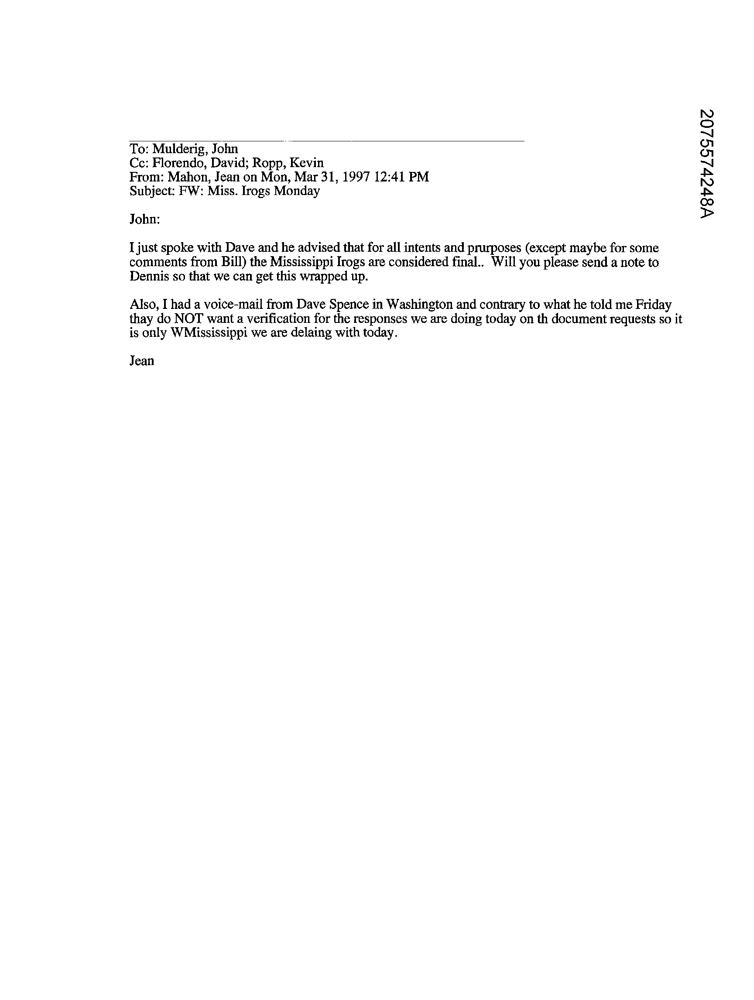 To: Mulderig, John
Cc: Florendo, David; Ropp, Kevin
From: Mahon, Jean on Mon, Mar 31, 1997 12:41 PM
Subject: FW: Miss. Irogs Monday
John:
I just spoke with Dave and he advised that for all intents and prurposes (except maybe for some
comments from Bill) the Mississippi Irogs are considered final.. Will you please send a note to
Dennis so that we can get this wrapped up.
Also, I had a voice-mail from Dave Spence in Washington and contrary to what he told me Friday
thay do NOT want a verification for the responses we are doing today on th document requests so it
is only WMississippi we are delaing with today.
Jean
2075574248A